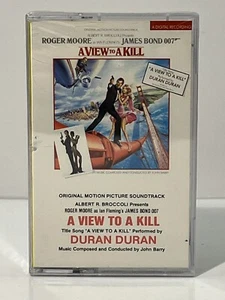 A DIGITAL RECORDING
ALBERT R. BROCCOLI Presents
ROGER MOORE
JAMES BOND 007
A VIEW TO A KILL
"A VIEW TO A KILL"
DURAN DURAN
ORIGINAL MOTION PICTURE SOUNDTRACK
ALBERT R. BROCCOLI Presents
ROGER MOORE as Ian Fleming's JAMES BOND 007
A VIEW TO A KILL
Title Song "A VIEW TO A KILL" Performed by
DURAN DURAN
Music Composed and Conducted by John Barry